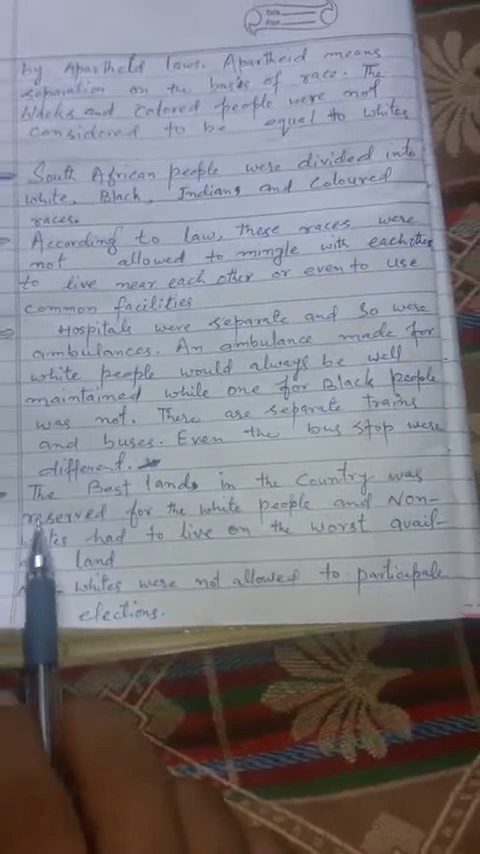 by Apartheld laws. Apartheid means
separation on the basis of race. The
blacks and colored people were not
considered to be equal to whites
South African people were divided into
white, Black, Indians and Coloured
races.
According to law, these races were
not allowed to mingle with eachother
to live near each other or even to use
common facilities
Hospitals were separate and so were
ambulances. An ambulance made for
white people would always be well
maintained while one for Black people
was not. There are separate trains
and buses. Even the bus stop were
different.
The Best lands in the Country was
reserved for the white people and Non-
had to live on the worst
land
whites were not allowed to participate
elections.